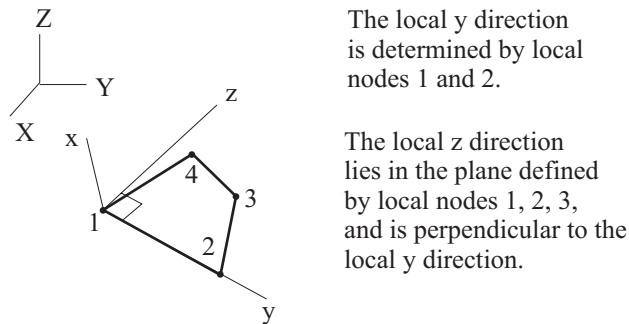 Z
Y
X
x
z
4
1
3
2
y
The local y direction
is determined by local
nodes 1 and 2.
The local z direction
lies in the plane defined
by local nodes 1, 2, 3,
and is perpendicular to the
local y direction.